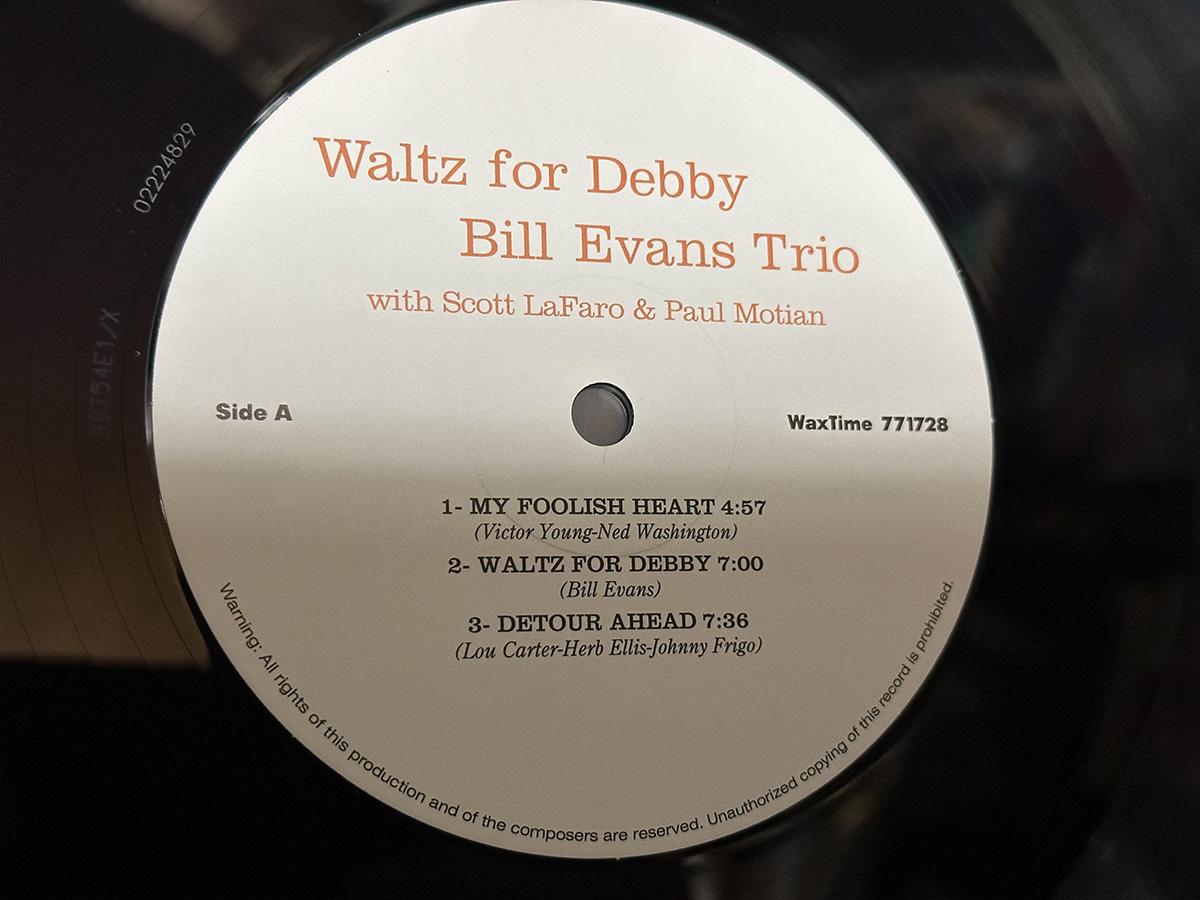 Waltz for Debby
Bill Evans Trio
with Scott LaFaro & Paul Motian
Side A
WaxTime 771728
1- MY FOOLISH HEART 4:57
(Victor Young-Ned Washington)
2- WALTZ FOR DEBBY 7:00
(Bill Evans)
3- DETOUR AHEAD 7:36
(Lou Carter-Herb Ellis-Johnny Frigo)
Warning: All rights of this production and of the composers are reserved. Unauthorized copying of this record is prohibited.
02224829